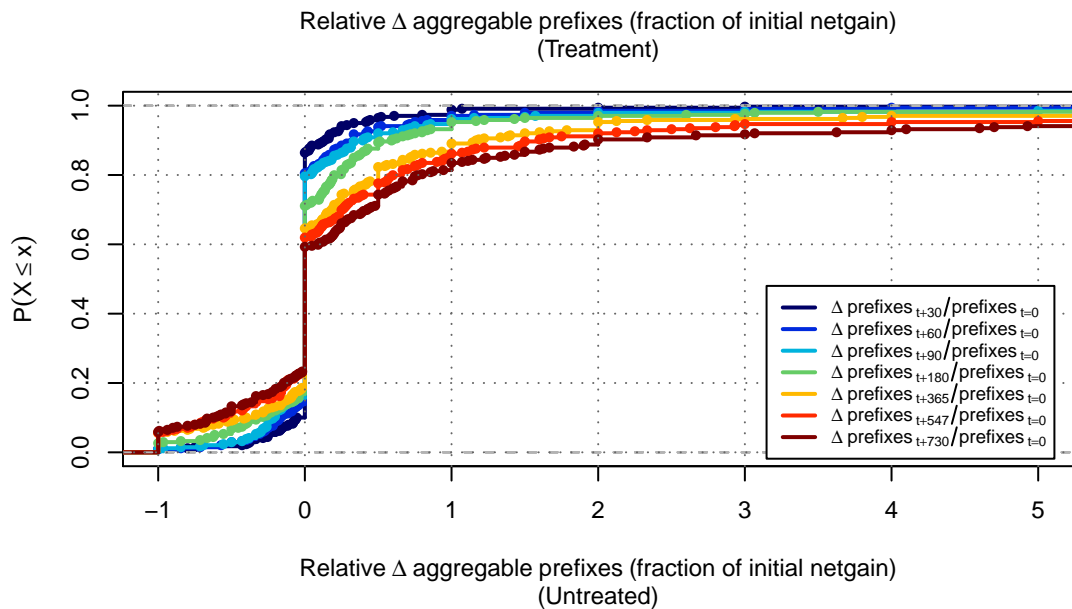 Relative Δ aggregable prefixes (fraction of initial netgain)
(Treatment)
P(X ≤ x)
1.0
0.8
0.6
0.4
0.2
0.0
Δ prefixes t+30/prefixes t=0
Δ prefixes t+60/prefixes t=0
Δ prefixes t+90/prefixes t=0
Δ prefixes t+180/prefixes t=0
Δ prefixes t+365/prefixes t=0
Δ prefixes t+547/prefixes t=0
Δ prefixes t+730/prefixes t=0
−1 0 1 2 3 4 5
Relative Δ aggregable prefixes (fraction of initial netgain)
(Untreated)